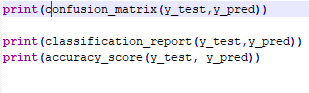 print(confusion_matrix(y_test,y_pred))
print(classification_report(y_test,y_pred))
print(accuracy_score(y_test, y_pred))